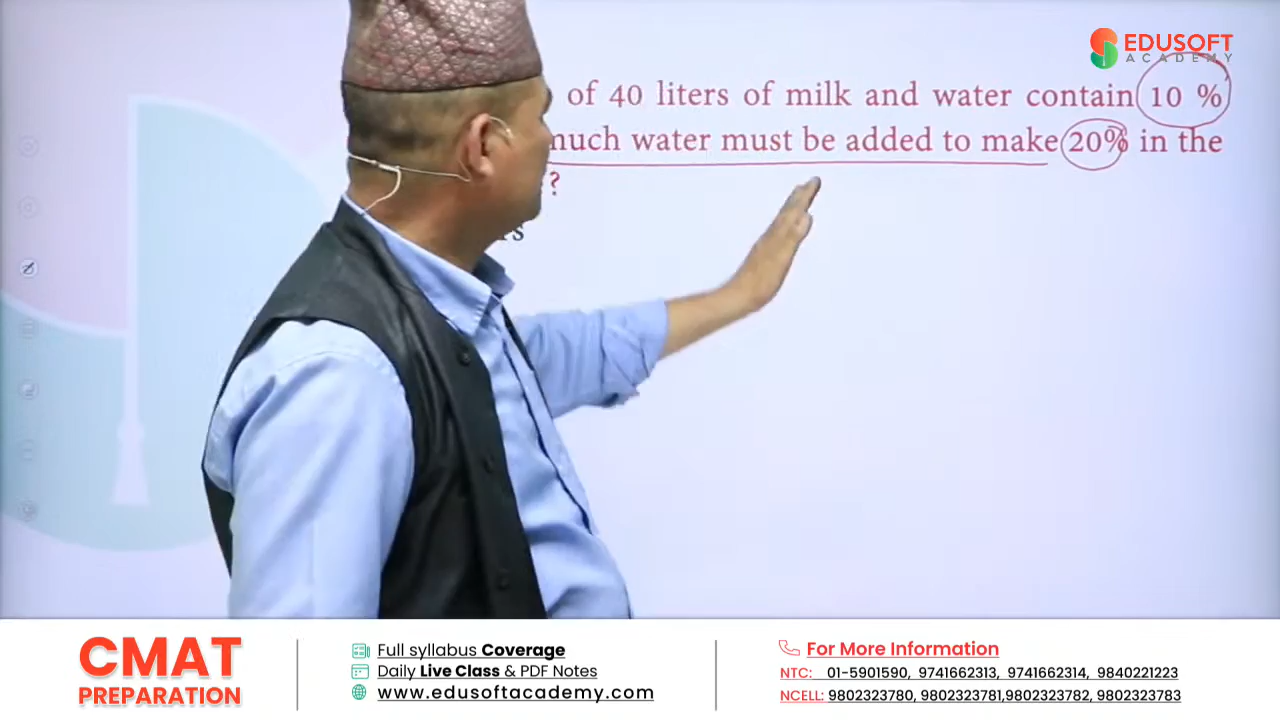 EDUSOFT
ACADEMY
of 40 liters of milk and water contain 10 %
much water must be added to make 20% in the
?
CMAT
PREPARATION
Full syllabus Coverage
Daily Live Class & PDF Notes
www.edusoftacademy.com
For More Information
NTC: 01-5901590, 9741662313, 9741662314, 9840221223
NCELL: 9802323780, 9802323781,9802323782, 9802323783